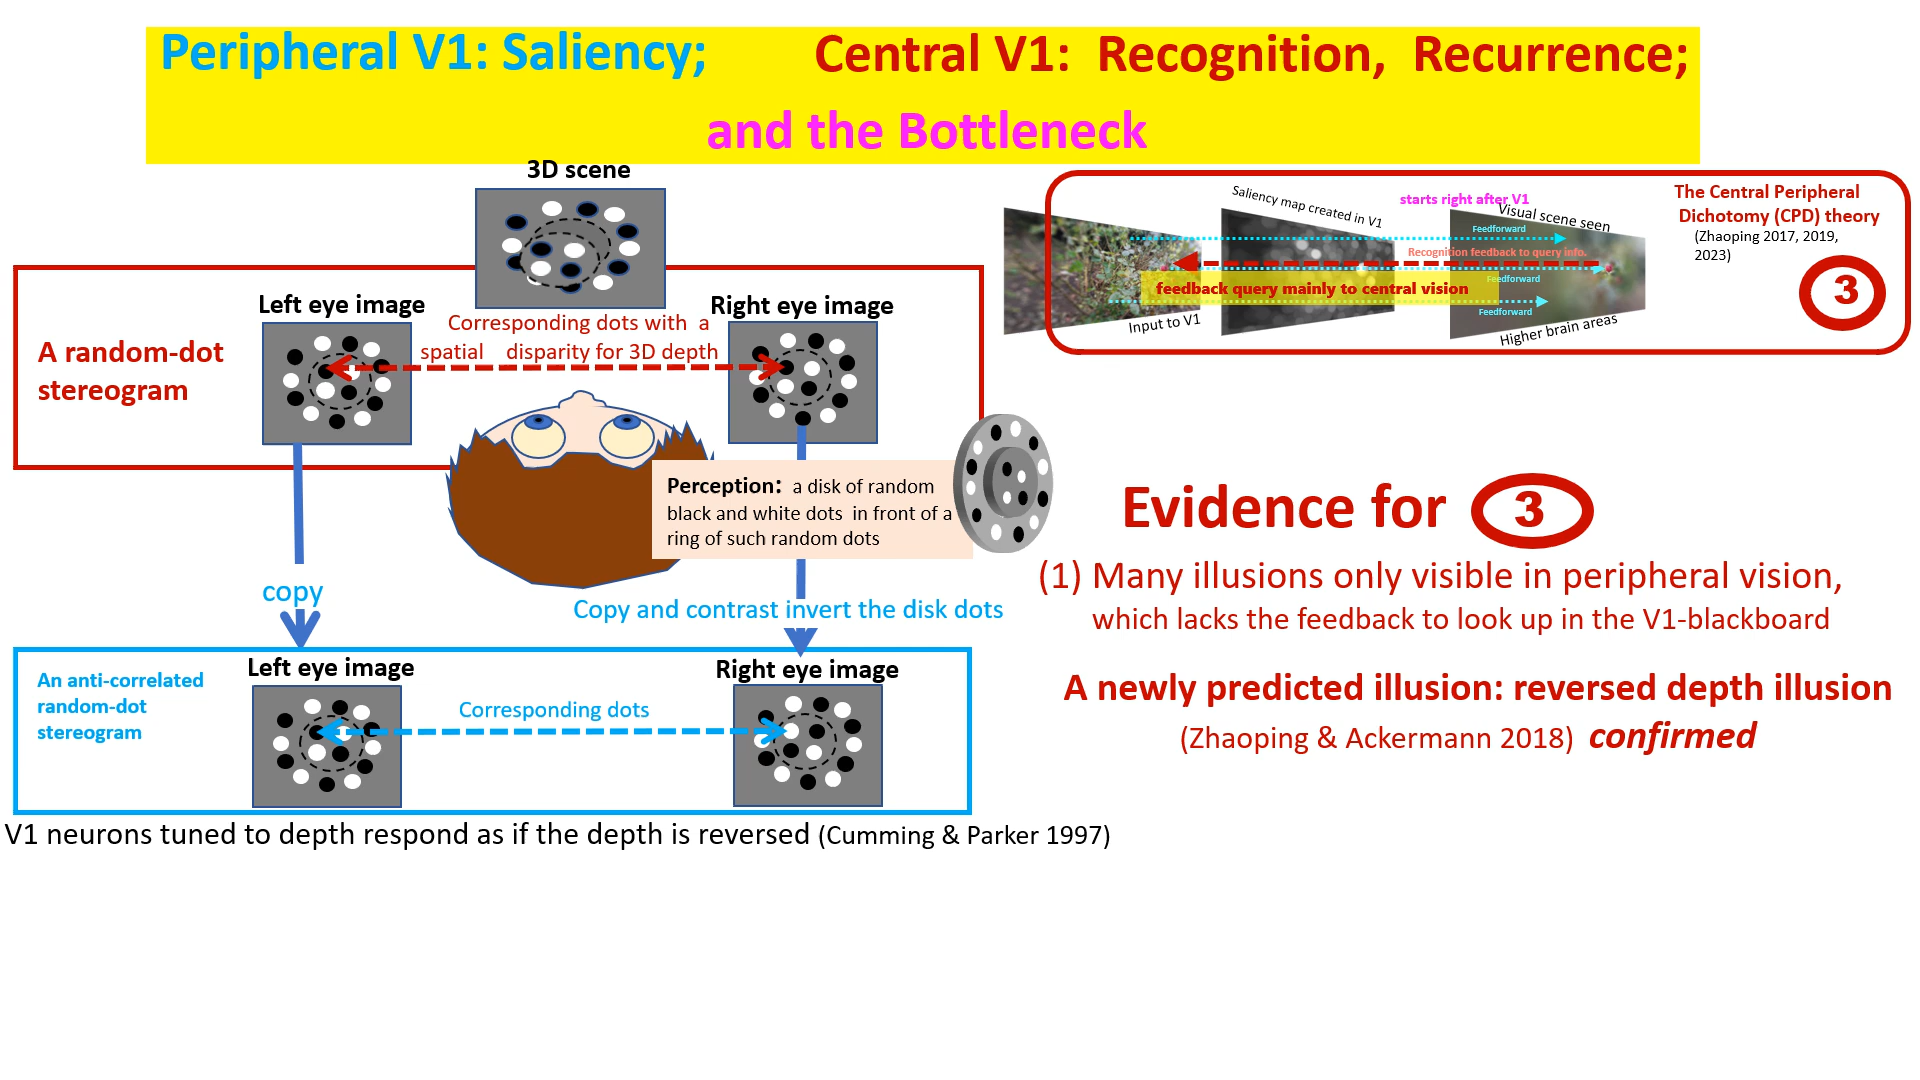 Peripheral V1: Saliency; Central V1: Recognition, Recurrence;
and the Bottleneck
3D scene
Left eye image
Right eye image
Corresponding dots with a
spatial disparity for 3D depth
A random-dot
stereogram
Perception: a disk of random
black and white dots in front of a
ring of such random dots
copy
Copy and contrast invert the disk dots
An anti-correlated
random-dot
stereogram
Left eye image
Right eye image
Corresponding dots
V1 neurons tuned to depth respond as if the depth is reversed (Cumming & Parker 1997)
Saliency map created in V1
starts right after V1
Visual scene seen
Feedforward
Recognition feedback to query info.
Feedforward
feedback query mainly to central vision
Feedforward
Input to V1
Higher brain areas
The Central Peripheral
Dichotomy (CPD) theory
(Zhaoping 2017, 2019,
2023)
3
Evidence for 3
(1) Many illusions only visible in peripheral vision,
which lacks the feedback to look up in the V1-blackboard
A newly predicted illusion: reversed depth illusion
(Zhaoping & Ackermann 2018) confirmed